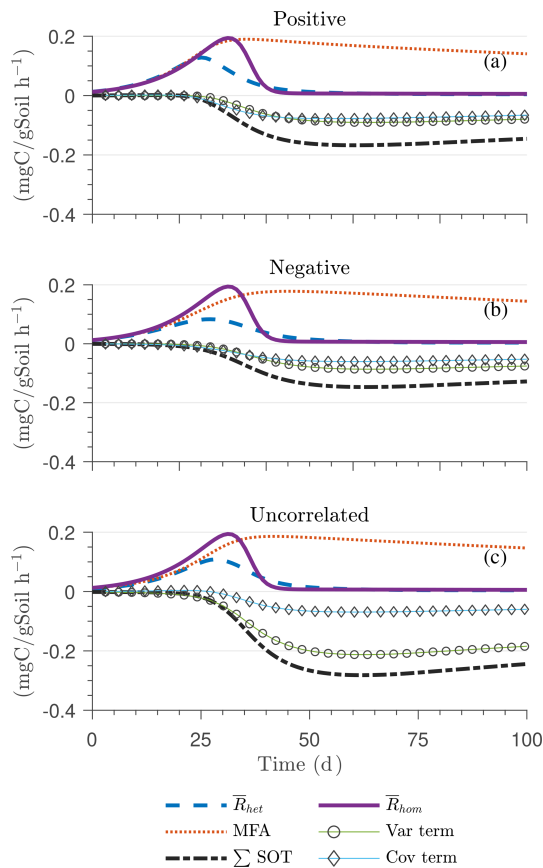 Positive
(a)
0.2
0
-0.2
-0.4
(mgC/gSoil h⁻¹)
Negative
(b)
0.2
0
-0.2
-0.4
(mgC/gSoil h⁻¹)
Uncorrelated
(c)
0.2
0
-0.2
-0.4
(mgC/gSoil h⁻¹)
0 25 50 75 100
Time (d)
R̅het R̅hom
MFA Var term
∑ SOT Cov term